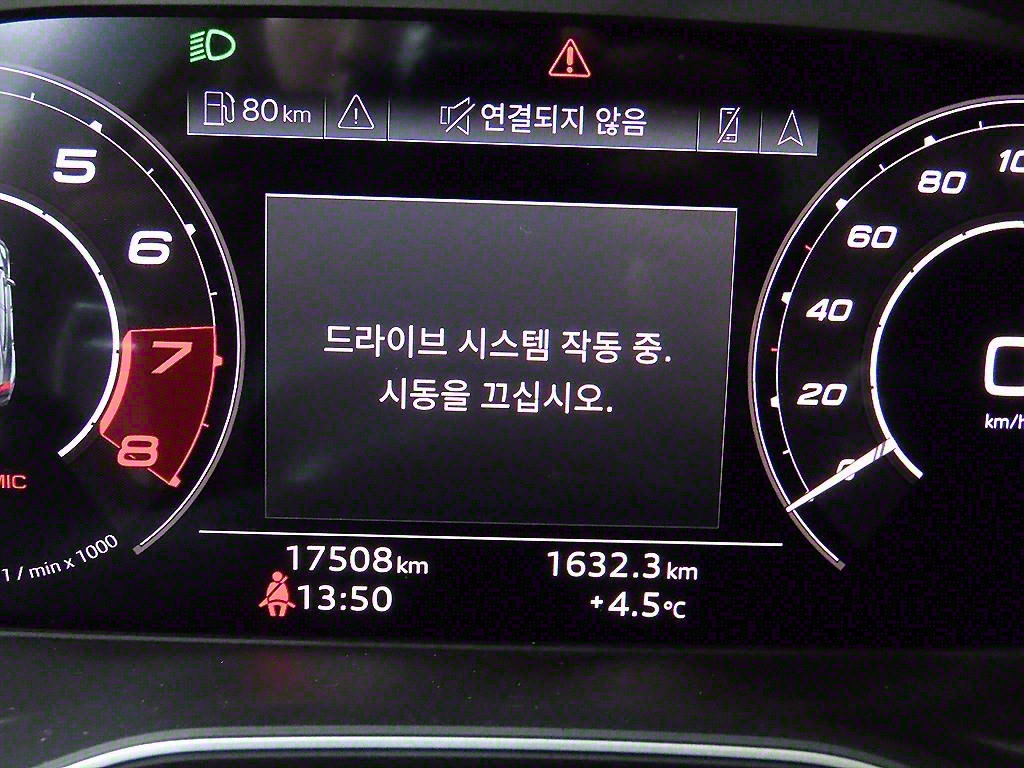 80 km
연결되지 않음
5
6
7
8
MIC
1 / min x 1000
드라이브 시스템 작동 중.
시동을 끄십시오.
80
60
40
20
0
0
km/h
17508 km
1632.3 km
13:50
+4.5 °C